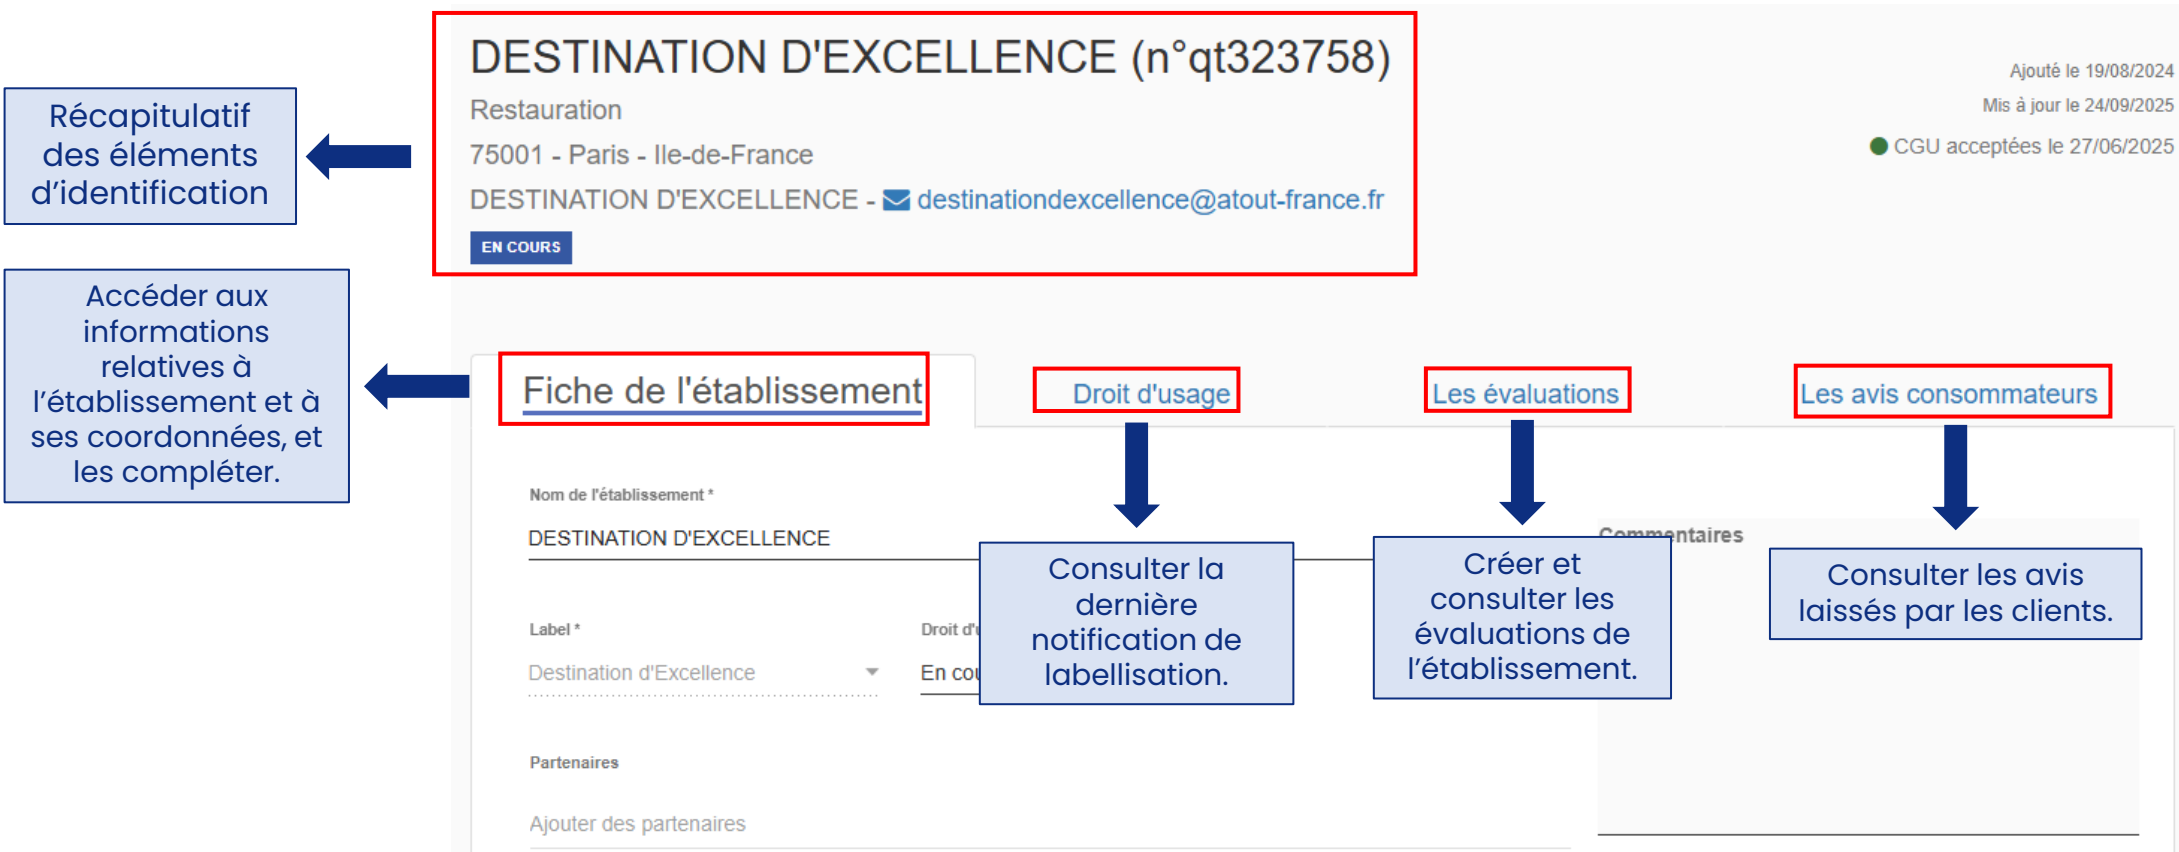 DESTINATION D'EXCELLENCE (n°qt323758)
Restauration
75001 - Paris - Ile-de-France
DESTINATION D'EXCELLENCE - destinationdexcellence@atout-france.fr
EN COURS
Ajouté le 19/08/2024
Mis à jour le 24/09/2025
CGU acceptées le 27/06/2025
Récapitulatif
des éléments
d’identification
Accéder aux
informations
relatives à
l’établissement et à
ses coordonnées, et
les compléter.
Fiche de l'établissement
Droit d'usage
Les évaluations
Les avis consommateurs
Nom de l'établissement *
DESTINATION D'EXCELLENCE
Label *
Destination d'Excellence
Droit d'u
En cou
Partenaires
Ajouter des partenaires
Commentaires
Consulter la
dernière
notification de
labellisation.
Créer et
consulter les
évaluations de
l’établissement.
Consulter les avis
laissés par les clients.